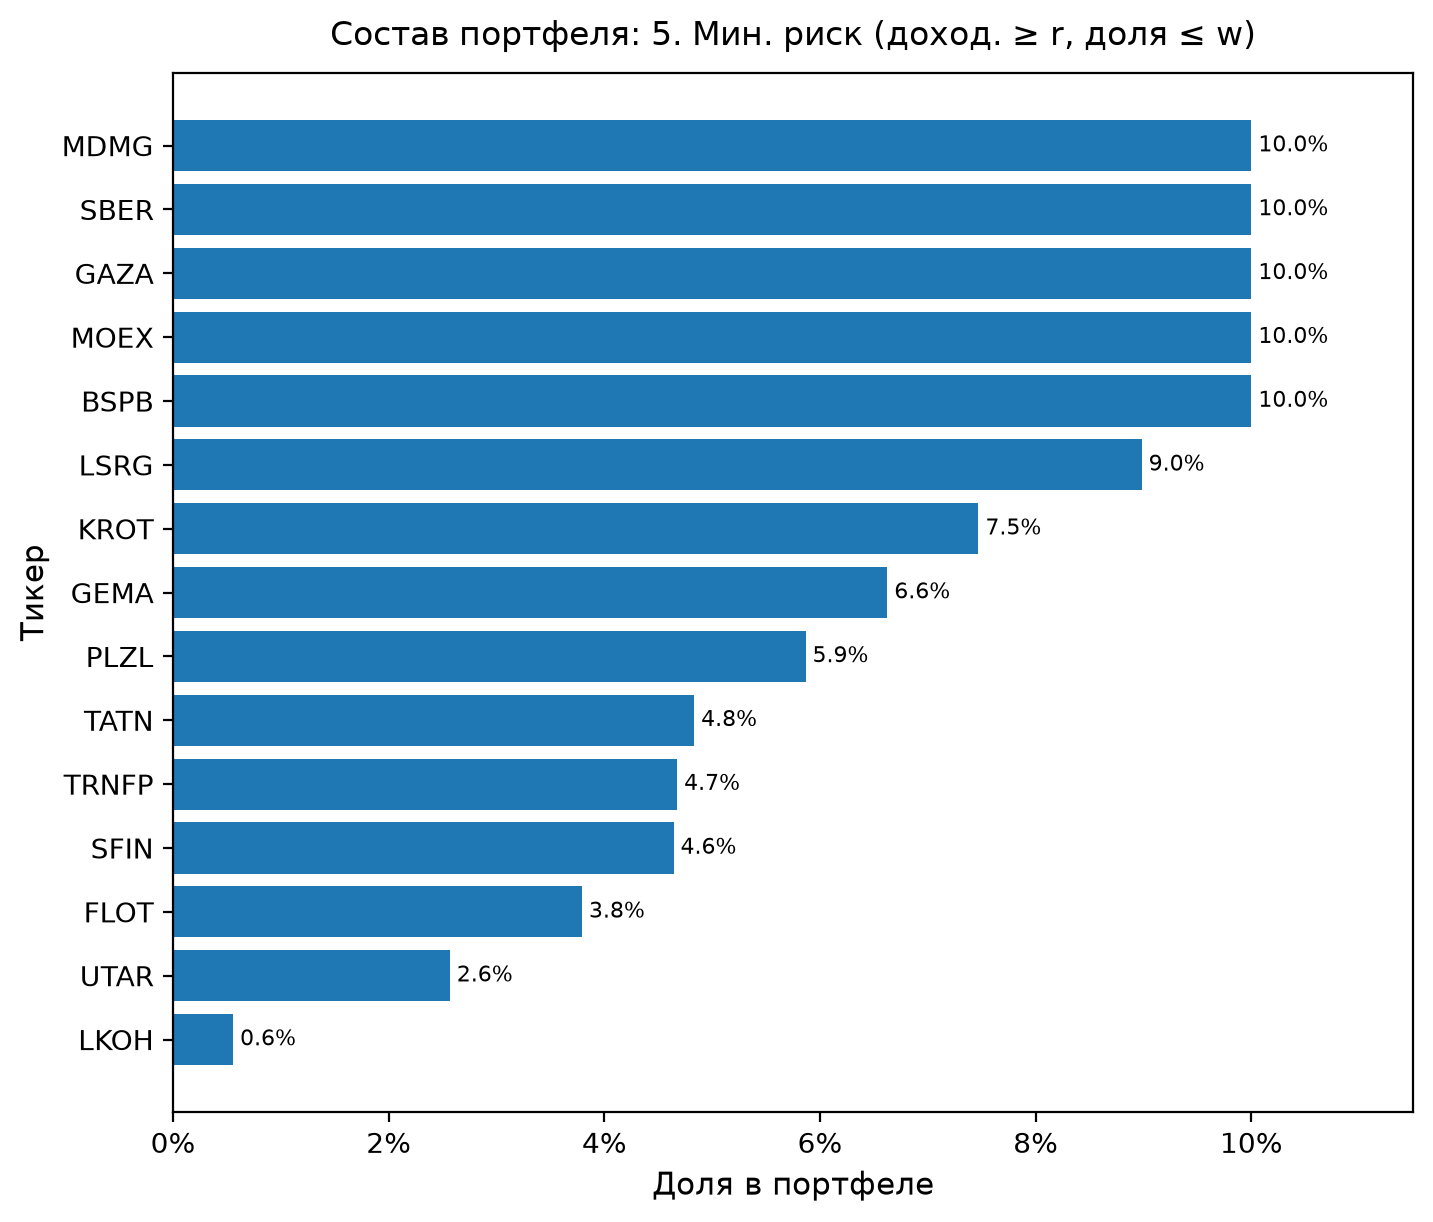 Состав портфеля: 5. Мин. риск (доход. ≥ r, доля ≤ w)
MDMG 10.0%
SBER 10.0%
GAZA 10.0%
MOEX 10.0%
BSPB 10.0%
LSRG 9.0%
KROT 7.5%
GEMA 6.6%
PLZL 5.9%
TATN 4.8%
TRNFP 4.7%
SFIN 4.6%
FLOT 3.8%
UTAR 2.6%
LKOH 0.6%
Тикер
0% 2% 4% 6% 8% 10%
Доля в портфеле